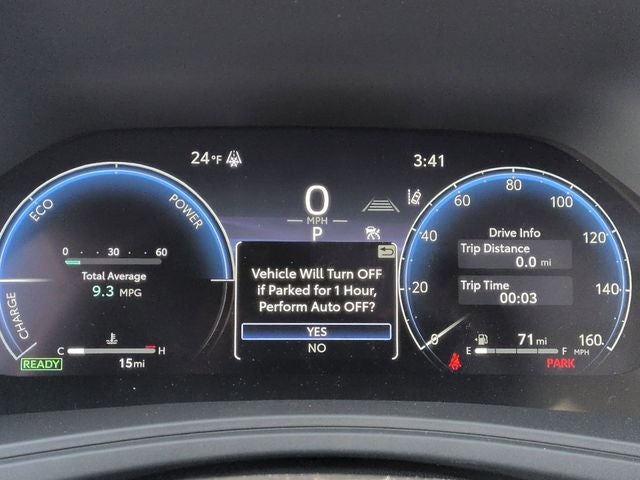 24°F
3:41
0
MPH
P
ECO
POWER
CHARGE
0 30 60
Total Average
9.3 MPG
C H
READY
15mi
Vehicle Will Turn OFF
if Parked for 1 Hour,
Perform Auto OFF?
YES
NO
0
20
40
60
80
100
120
140
160
MPH
Drive Info
Trip Distance
0.0 mi
Trip Time
00:03
71 mi
E F
PARK